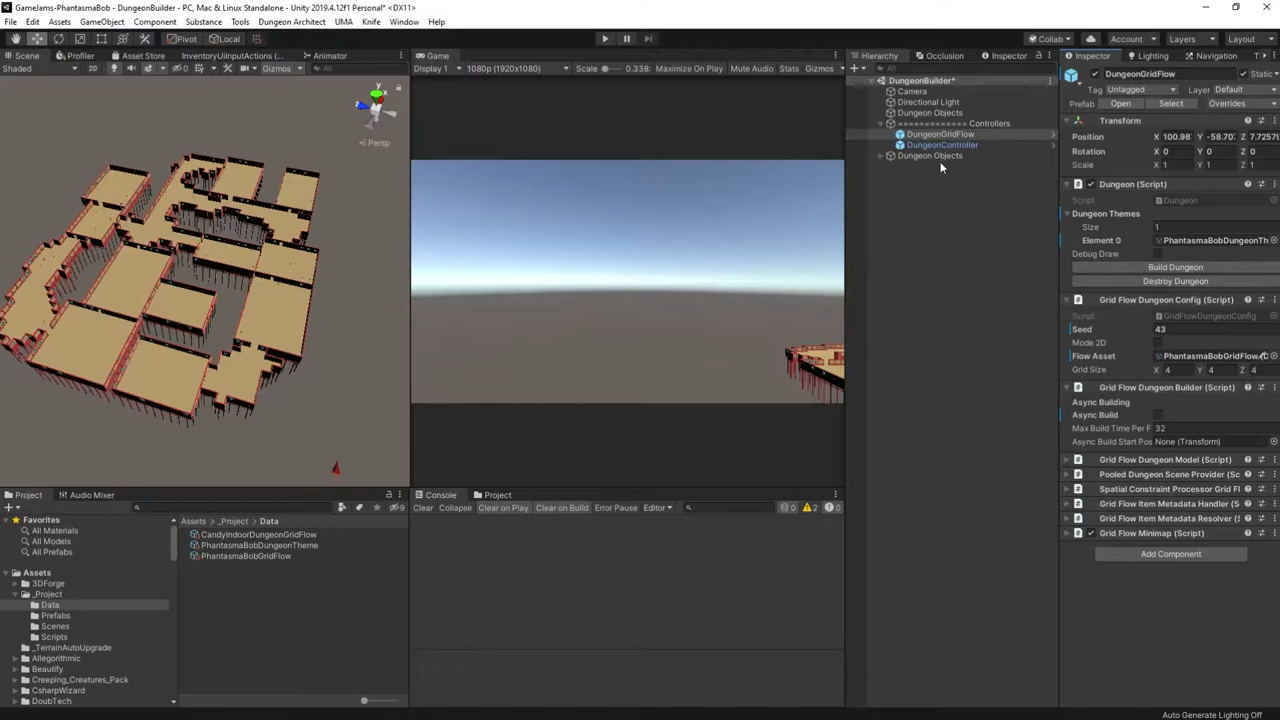 GameJams-PhantasmaBob - DungeonBuilder - PC, Mac & Linux Standalone - Unity 2019.4.12f1 Personal* <DX11>
File Edit Assets GameObject Component Substance Tools Dungeon Architect UMA Knife Window Help
Pivot Local Collab Account Layers Layout
Scene Profiler Asset Store InventoryUiInputActions (... Animator
Shaded 2D 0 Gizmos All
y
z
Persp
Game
Display 1 1080p (1920x1080) Scale 0.338 Maximize On Play Mute Audio Stats Gizmos
Hierarchy Occlusion Inspector
All
DungeonBuilder*
Camera
Directional Light
Dungeon Objects
============= Controllers
DungeonGridFlow
DungeonController
Dungeon Objects
Inspector Lighting Navigation
DungeonGridFlow Static
Tag Untagged Layer Default
Prefab Open Select Overrides
Transform
Position X 100.98 Y -58.70 Z 7.7257
Rotation X 0 Y 0 Z 0
Scale X 1 Y 1 Z 1
Dungeon (Script)
Script Dungeon
Dungeon Themes
Size 1
Element 0 PhantasmaBobDungeonTh
Debug Draw
Build Dungeon
Destroy Dungeon
Grid Flow Dungeon Config (Script)
Script GridFlowDungeonConfig
Seed 43
Mode 2D
Flow Asset PhantasmaBobGridFlow
Grid Size X 4 Y 4 Z 4
Grid Flow Dungeon Builder (Script)
Async Building
Async Build
Max Build Time Per F 32
Async Build Start Pos None (Transform)
Grid Flow Dungeon Model (Script)
Pooled Dungeon Scene Provider (Sc
Spatial Constraint Processor Grid Fl
Grid Flow Item Metadata Handler (Sc
Grid Flow Item Metadata Resolver (S
Grid Flow Minimap (Script)
Add Component
Project Audio Mixer
9
Favorites
All Materials
All Models
All Prefabs
Assets
3DForge
_Project
Data
Prefabs
Scenes
Scripts
_TerrainAutoUpgrade
Allegorithmic
Beautify
Creeping_Creatures_Pack
CsharpWizard
DoubTech
Assets > _Project > Data
CandyIndoorDungeonGridFlow
PhantasmaBobDungeonTheme
PhantasmaBobGridFlow
Console Project
Clear Collapse Clear on Play Clear on Build Error Pause Editor 0 2 0
Auto Generate Lighting Off